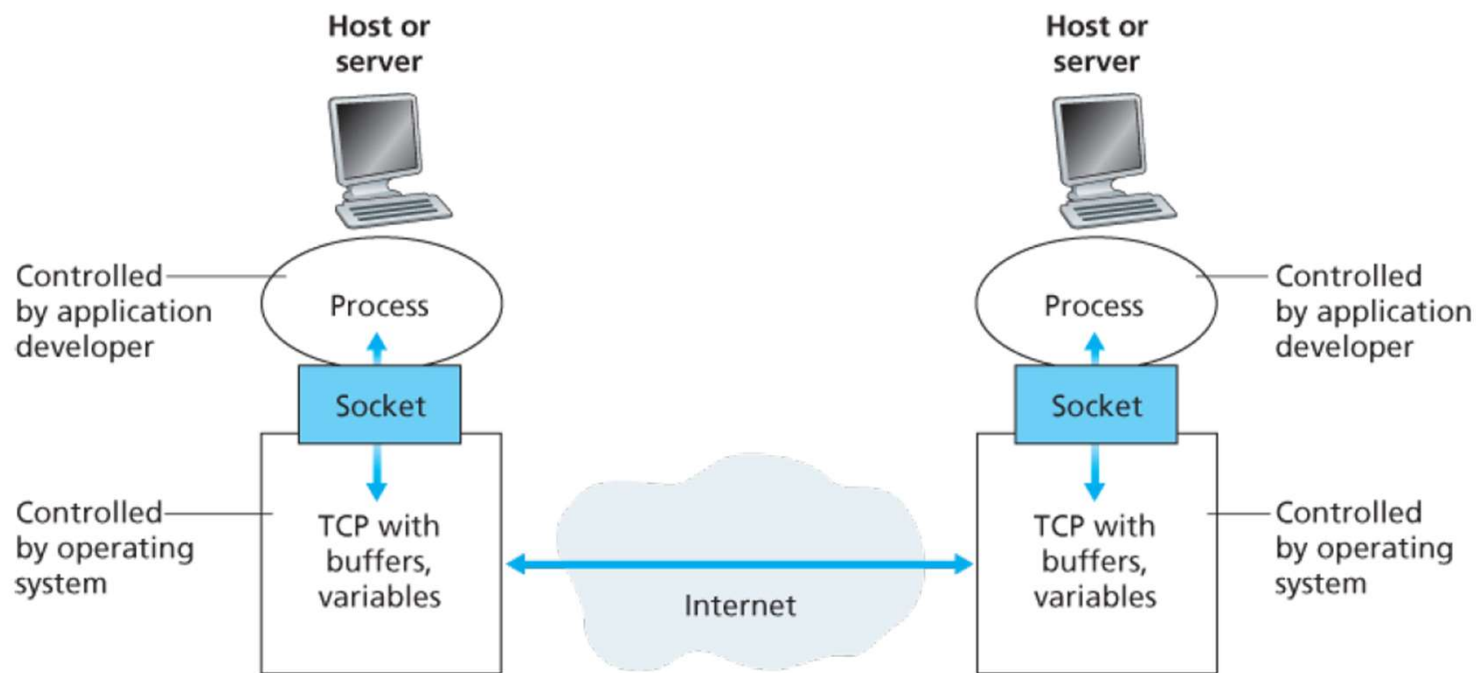 Host or
server
Host or
server
Controlled
by application
developer
Process
Process
Controlled
by application
developer
Socket
Socket
Controlled
by operating
system
TCP with
buffers,
variables
Internet
TCP with
buffers,
variables
Controlled
by operating
system